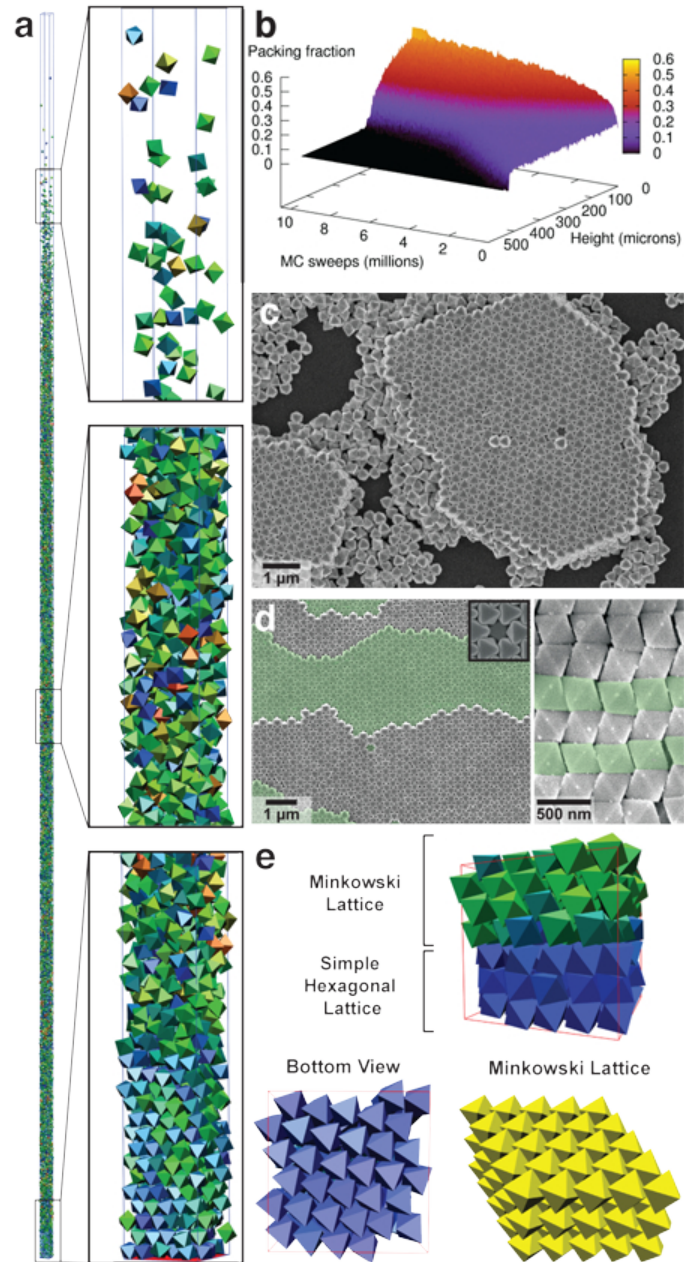 a
b
Packing fraction
0.6
0.5
0.4
0.3
0.2
0.1
0
10
8
6
4
2
0
MC sweeps (millions)
500
400
300
200
100
0
Height (microns)
0.6
0.5
0.4
0.3
0.2
0.1
0
c
1 µm
d
1 µm
500 nm
e
Minkowski
Lattice
Simple
Hexagonal
Lattice
Bottom View
Minkowski Lattice